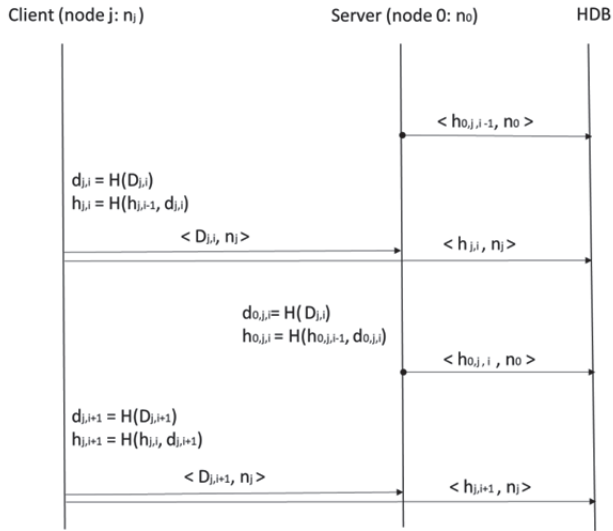 Client (node j: nj) Server (node 0: n0) HDB
< h0,j,i-1, n0 >
dj,i = H(Dj,i)
hj,i = H(hj,i-1, dj,i)
< Dj,i, nj > < hj,i, nj >
d0,j,i= H(Dj,i)
h0,j,i = H(h0,j,i-1, d0,j,i)
< h0,j,i , n0 >
dj,i+1 = H(Dj,i+1)
hj,i+1 = H(hj,i, dj,i+1)
< Dj,i+1, nj > < hj,i+1, nj >